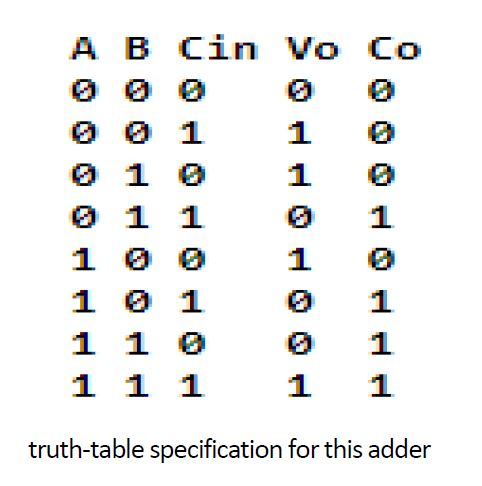 A B Cin Vo Co
0 0 0 0 0
0 0 1 1 0
0 1 0 1 0
0 1 1 0 1
1 0 0 1 0
1 0 1 0 1
1 1 0 0 1
1 1 1 1 1
truth-table specification for this adder